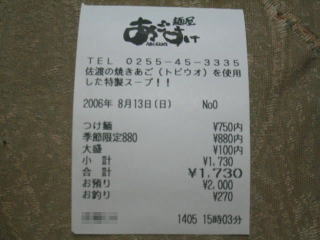 麺屋
あごすけ
AGOSUKE
TEL 0255-45-3335
佐渡の焼きあご(トビウオ)を使用
した特製スープ!!
2006年 8月13日(日) No0
つけ麺 ¥750内
季節限定880 ¥880内
大盛 ¥100内
小 計 ¥1,730
合 計 ¥1,730
お預り ¥2,000
お釣り ¥270
1405 15時03分